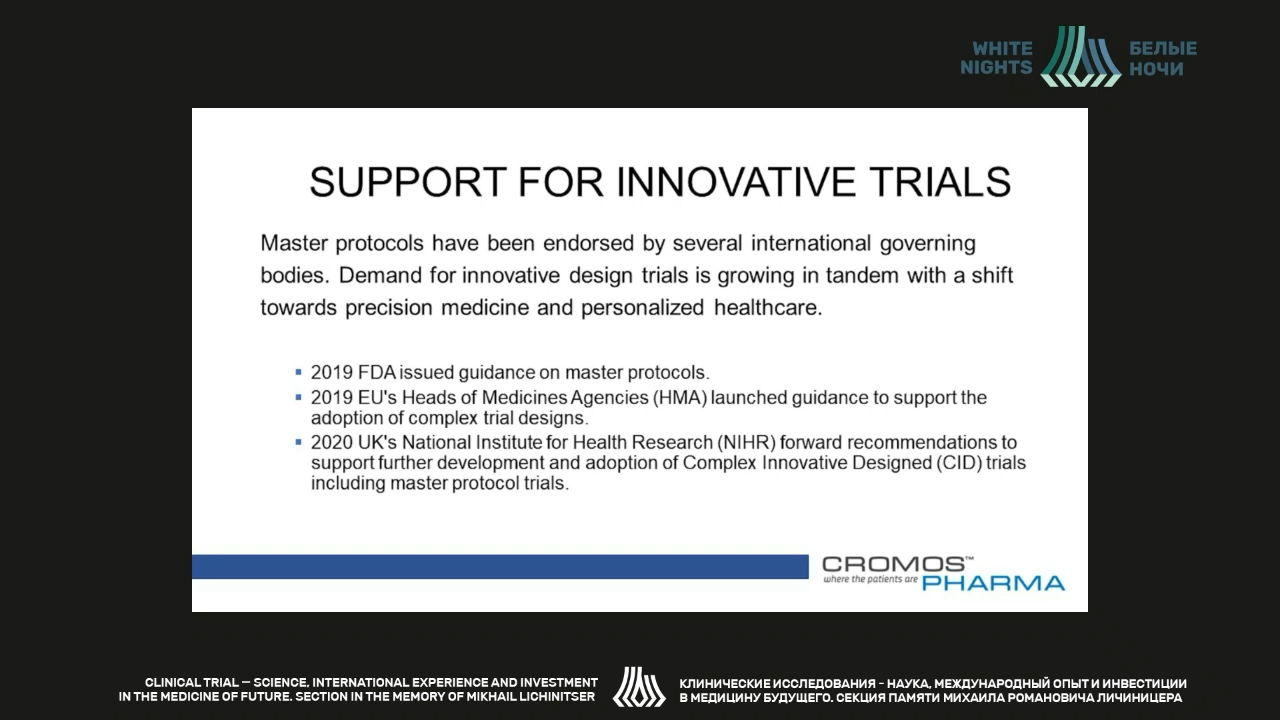 WHITE
NIGHTS
БЕЛЫЕ
НОЧИ
SUPPORT FOR INNOVATIVE TRIALS
Master protocols have been endorsed by several international governing
bodies. Demand for innovative design trials is growing in tandem with a shift
towards precision medicine and personalized healthcare.
▪ 2019 FDA issued guidance on master protocols.
▪ 2019 EU's Heads of Medicines Agencies (HMA) launched guidance to support the
adoption of complex trial designs.
▪ 2020 UK's National Institute for Health Research (NIHR) forward recommendations to
support further development and adoption of Complex Innovative Designed (CID) trials
including master protocol trials.
CROMOS™
where the patients are PHARMA
CLINICAL TRIAL – SCIENCE, INTERNATIONAL EXPERIENCE AND INVESTMENT
IN THE MEDICINE OF FUTURE. SECTION IN THE MEMORY OF MIKHAIL LICHINITSER
КЛИНИЧЕСКИЕ ИССЛЕДОВАНИЯ - НАУКА, МЕЖДУНАРОДНЫЙ ОПЫТ И ИНВЕСТИЦИИ
В МЕДИЦИНУ БУДУЩЕГО. СЕКЦИЯ ПАМЯТИ МИХАИЛА РОМАНОВИЧА ЛИЧИНИЦЕРА